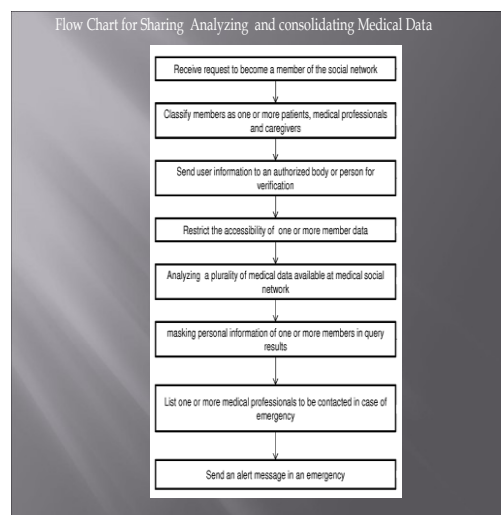 Flow Chart for Sharing Analyzing and consolidating Medical Data
Receive request to become a member of the social network
Classify members as one or more patients, medical professionals
and caregivers
Send user information to an authorized body or person for
verification
Restrict the accessibility of one or more member data
Analyzing a plurality of medical data available at medical social
network
masking personal information of one or more members in query
results
List one or more medical professionals to be contacted in case of
emergency
Send an alert message in an emergency